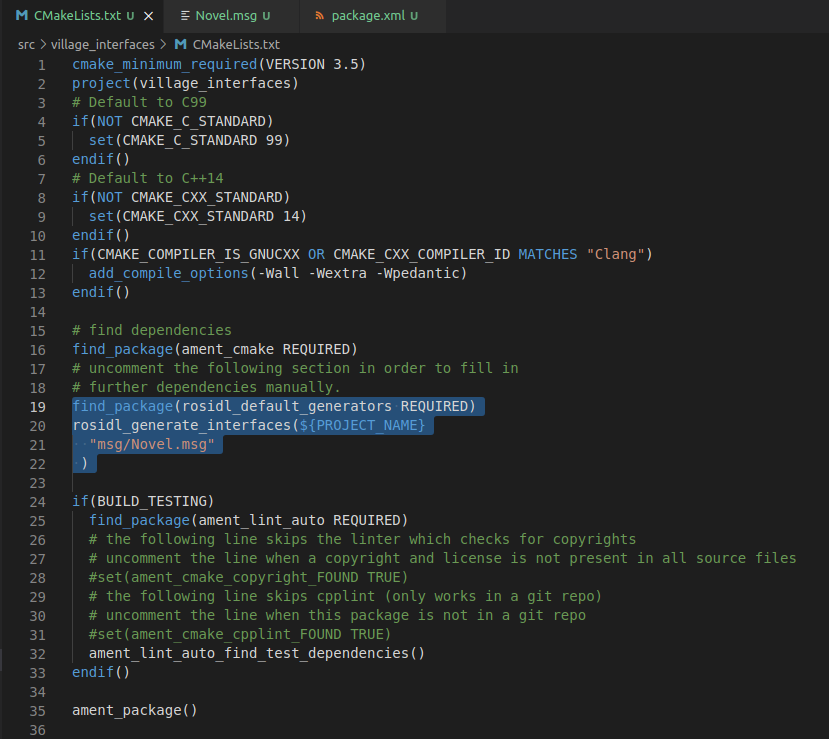 M CMakeLists.txt U × Novel.msg U package.xml U
src > village_interfaces > M CMakeLists.txt
1 cmake_minimum_required(VERSION 3.5)
2 project(village_interfaces)
3 # Default to C99
4 if(NOT CMAKE_C_STANDARD)
5   set(CMAKE_C_STANDARD 99)
6 endif()
7 # Default to C++14
8 if(NOT CMAKE_CXX_STANDARD)
9   set(CMAKE_CXX_STANDARD 14)
10 endif()
11 if(CMAKE_COMPILER_IS_GNUCXX OR CMAKE_CXX_COMPILER_ID MATCHES "Clang")
12   add_compile_options(-Wall -Wextra -Wpedantic)
13 endif()
14
15 # find dependencies
16 find_package(ament_cmake REQUIRED)
17 # uncomment the following section in order to fill in
18 # further dependencies manually.
19 find_package(rosidl_default_generators REQUIRED)
20 rosidl_generate_interfaces(${PROJECT_NAME}
21   "msg/Novel.msg"
22  )
23
24 if(BUILD_TESTING)
25   find_package(ament_lint_auto REQUIRED)
26   # the following line skips the linter which checks for copyrights
27   # uncomment the line when a copyright and license is not present in all source files
28   #set(ament_cmake_copyright_FOUND TRUE)
29   # the following line skips cpplint (only works in a git repo)
30   # uncomment the line when this package is not in a git repo
31   #set(ament_cmake_cpplint_FOUND TRUE)
32   ament_lint_auto_find_test_dependencies()
33 endif()
34
35 ament_package()
36